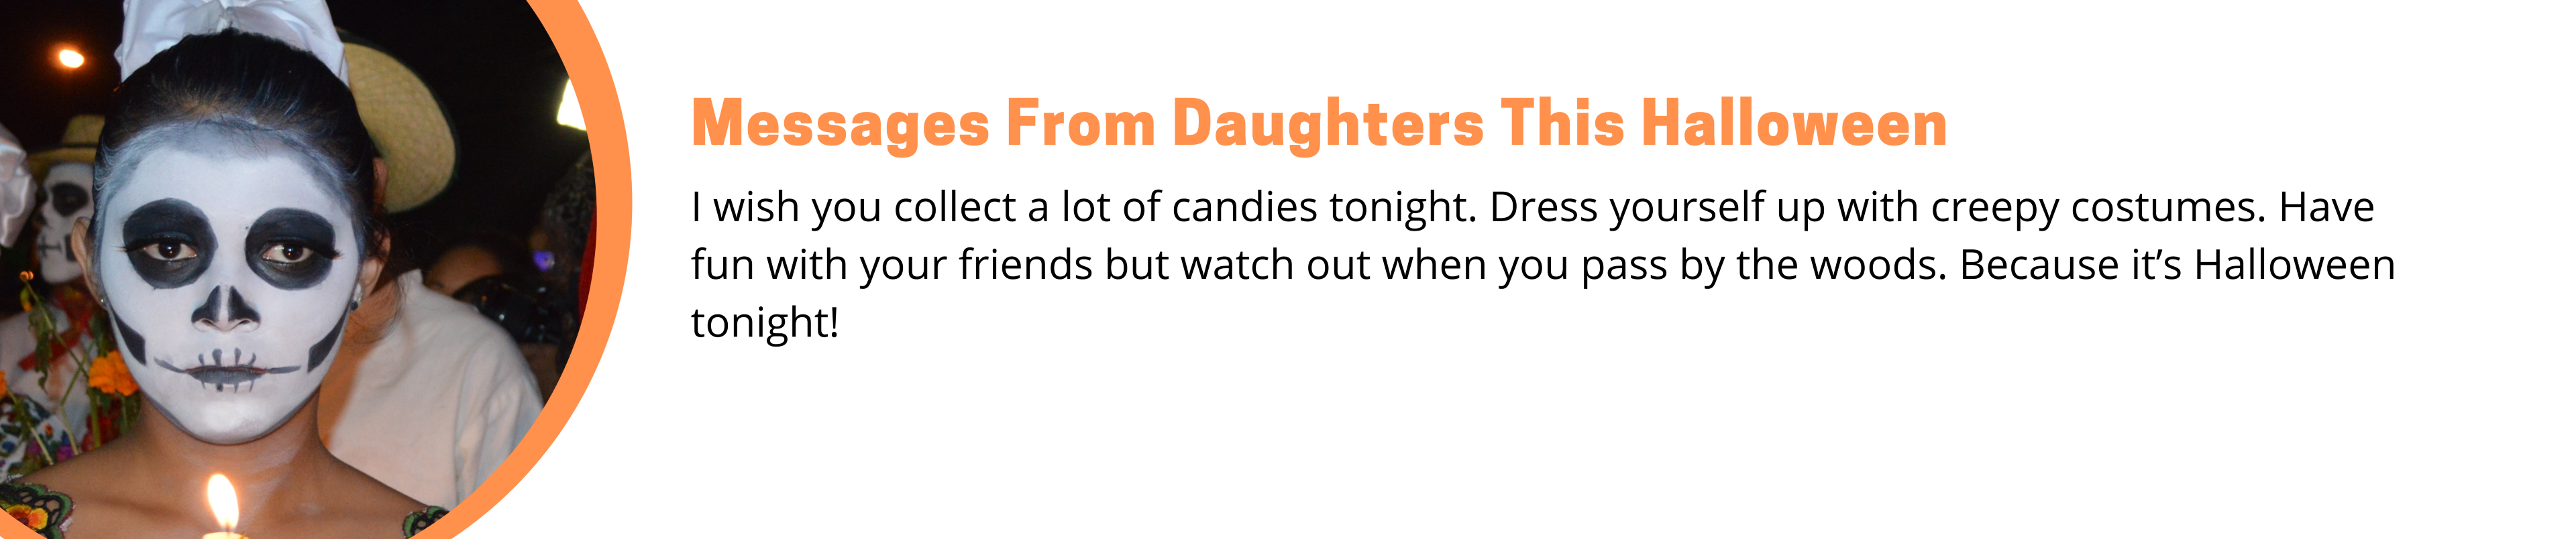 Messages From Daughters This Halloween
I wish you collect a lot of candies tonight. Dress yourself up with creepy costumes. Have
fun with your friends but watch out when you pass by the woods. Because it’s Halloween
tonight!